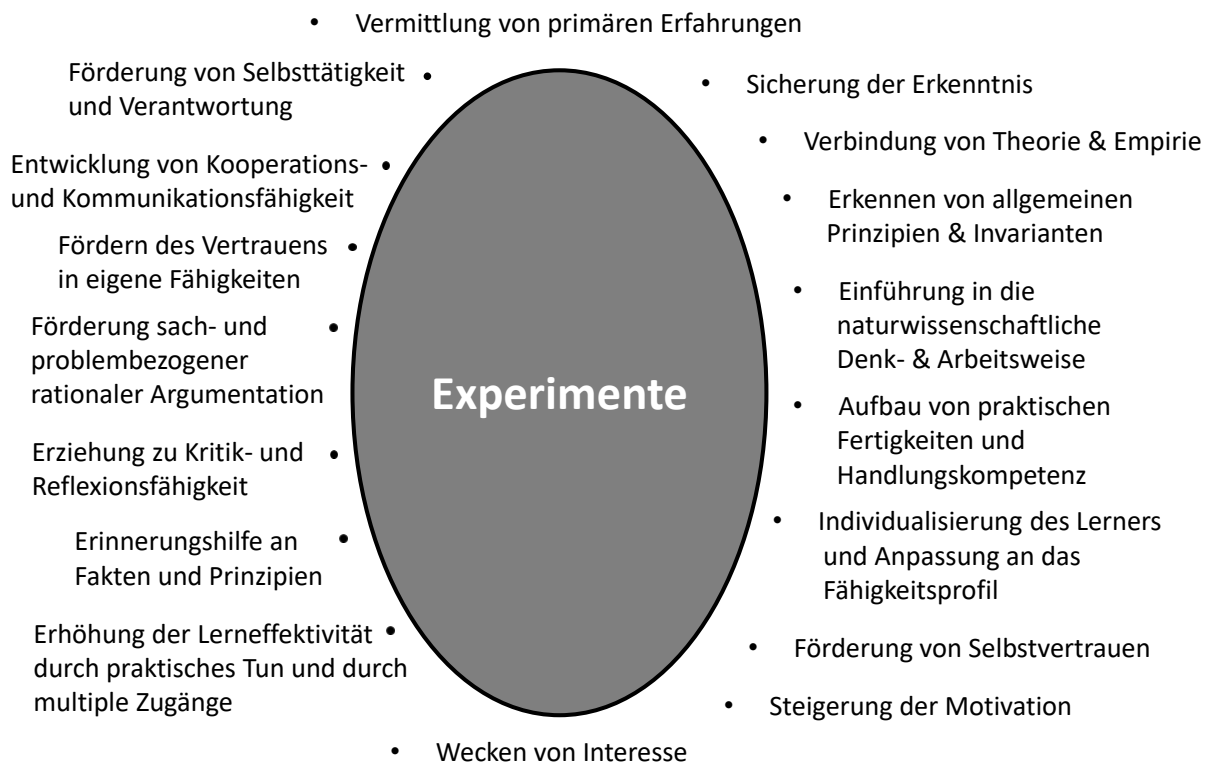 • Vermittlung von primären Erfahrungen
Förderung von Selbsttätigkeit •
und Verantwortung
Entwicklung von Kooperations- •
und Kommunikationsfähigkeit
Fördern des Vertrauens •
in eigene Fähigkeiten
Förderung sach- und •
problembezogener
rationaler Argumentation
Erziehung zu Kritik- und •
Reflexionsfähigkeit
Erinnerungshilfe an •
Fakten und Prinzipien
Erhöhung der Lerneffektivität •
durch praktisches Tun und durch
multiple Zugänge
Experimente
• Sicherung der Erkenntnis
• Verbindung von Theorie & Empirie
• Erkennen von allgemeinen
Prinzipien & Invarianten
• Einführung in die
naturwissenschaftliche
Denk- & Arbeitsweise
• Aufbau von praktischen
Fertigkeiten und
Handlungskompetenz
• Individualisierung des Lerners
und Anpassung an das
Fähigkeitsprofil
• Förderung von Selbstvertrauen
• Steigerung der Motivation
• Wecken von Interesse